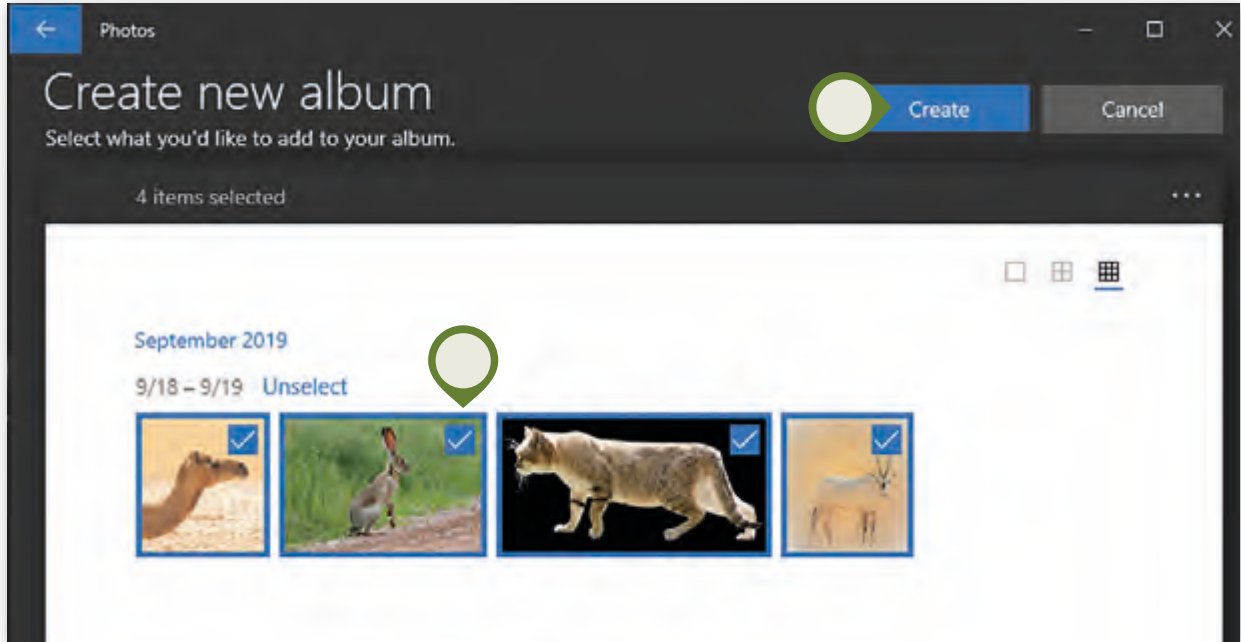 Photos
Create new album
Select what you'd like to add to your album.
Create
Cancel
4 items selected
September 2019
9/18 – 9/19 Unselect